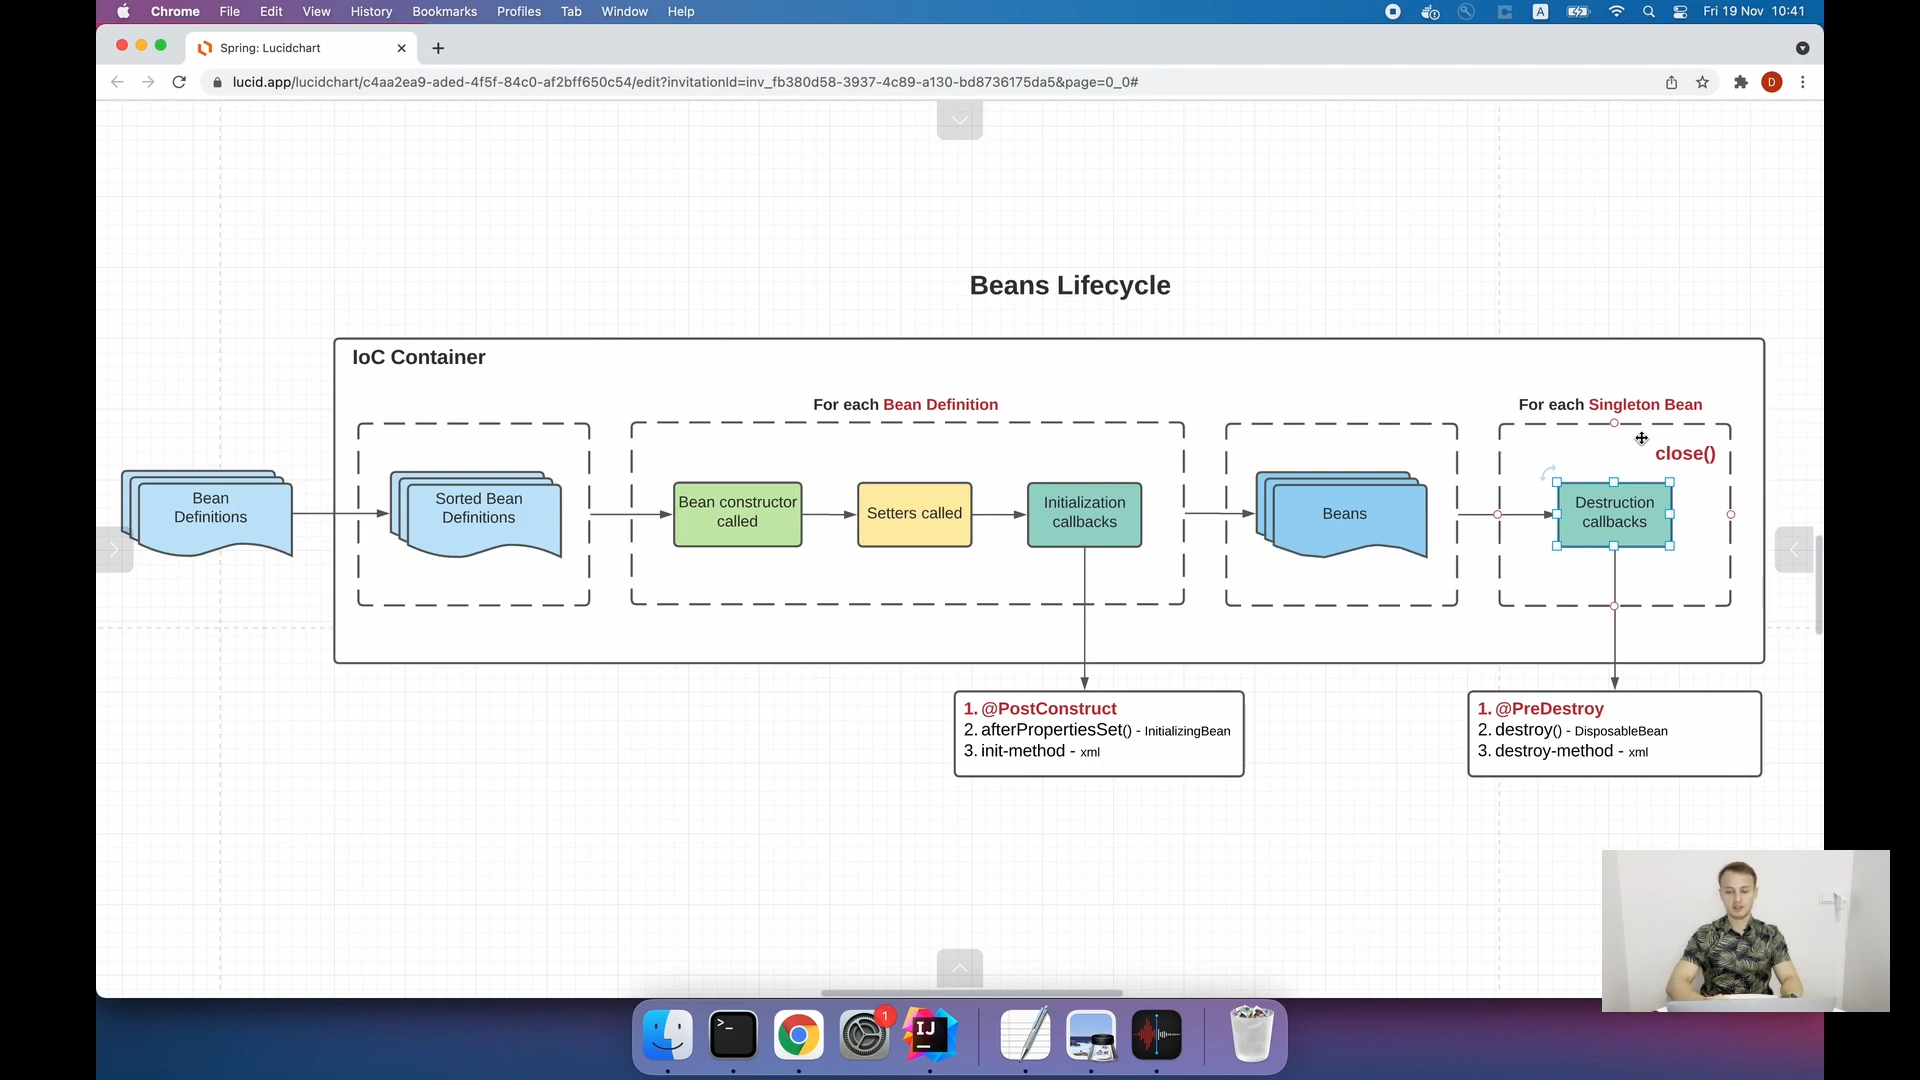 Chrome File Edit View History Bookmarks Profiles Tab Window Help
A
Fri 19 Nov 10:41
Spring: Lucidchart
lucid.app/lucidchart/c4aa2ea9-aded-4f5f-84c0-af2bff650c54/edit?invitationId=inv_fb380d58-3937-4c89-a130-bd8736175da5&page=0_0#
D
Beans Lifecycle
IoC Container
For each Bean Definition
For each Singleton Bean
close()
Bean
Definitions
Sorted Bean
Definitions
Bean constructor
called
Setters called
Initialization
callbacks
Beans
Destruction
callbacks
1. @PostConstruct
2. afterPropertiesSet() - InitializingBean
3. init-method - xml
1. @PreDestroy
2. destroy() - DisposableBean
3. destroy-method - xml
1
IJ